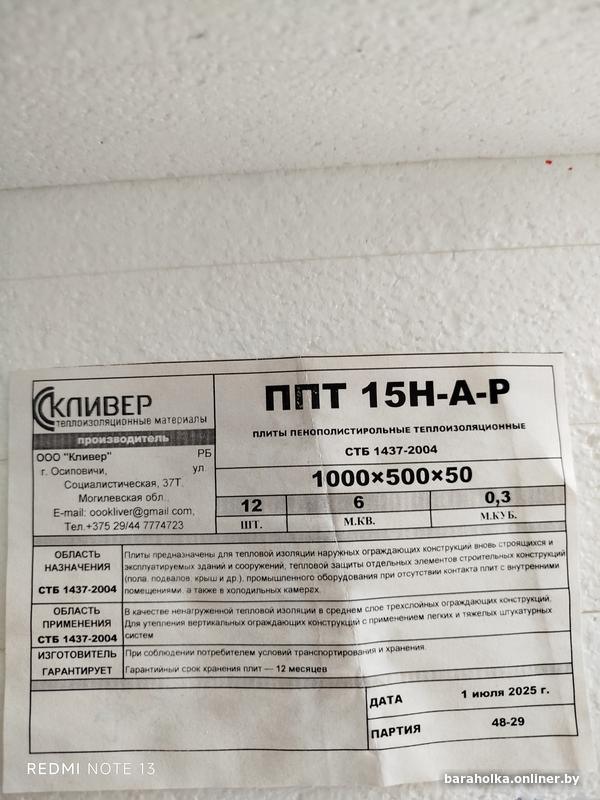 КЛИВЕР
теплоизоляционные материалы
производитель
ООО "Кливер" РБ
г. Осиповичи, ул.
Социалистическая, 37Т
Могилевская обл.
E-mail: oookliver@gmail com,
Тел.+375 29/44 7774723
ППТ 15Н-А-Р
ПЛИТЫ ПЕНОПОЛИСТИРОЛЬНЫЕ ТЕПЛОИЗОЛЯЦИОННЫЕ
СТБ 1437-2004
1000×500×50
12 6 0,3
ШТ. М.КВ. М.КУБ.
ОБЛАСТЬ
НАЗНАЧЕНИЯ
СТБ 1437-2004
Плиты предназначены для тепловой изоляции наружных ограждающих конструкций вновь строящихся и
эксплуатируемых зданий и сооружений, тепловой защиты отдельных элементов строительных конструкций
(пола, подвалов, крыш и др.), промышленного оборудования при отсутствии контакта плит с внутренними
помещениями, а также в холодильных камерах.
ОБЛАСТЬ
ПРИМЕНЕНИЯ
СТБ 1437-2004
В качестве ненагруженной тепловой изоляции в среднем слое трехслойных ограждающих конструкций.
Для утепления вертикальных ограждающих конструкций с применением легких и тяжелых штукатурных
систем
ИЗГОТОВИТЕЛЬ
ГАРАНТИРУЕТ
При соблюдении потребителем условий транспортирования и хранения.
Гарантийный срок хранения плит — 12 месяцев
ДАТА 1 июля 2025 г.
ПАРТИЯ 48-29
REDMI NOTE 13
baraholka.onliner.by